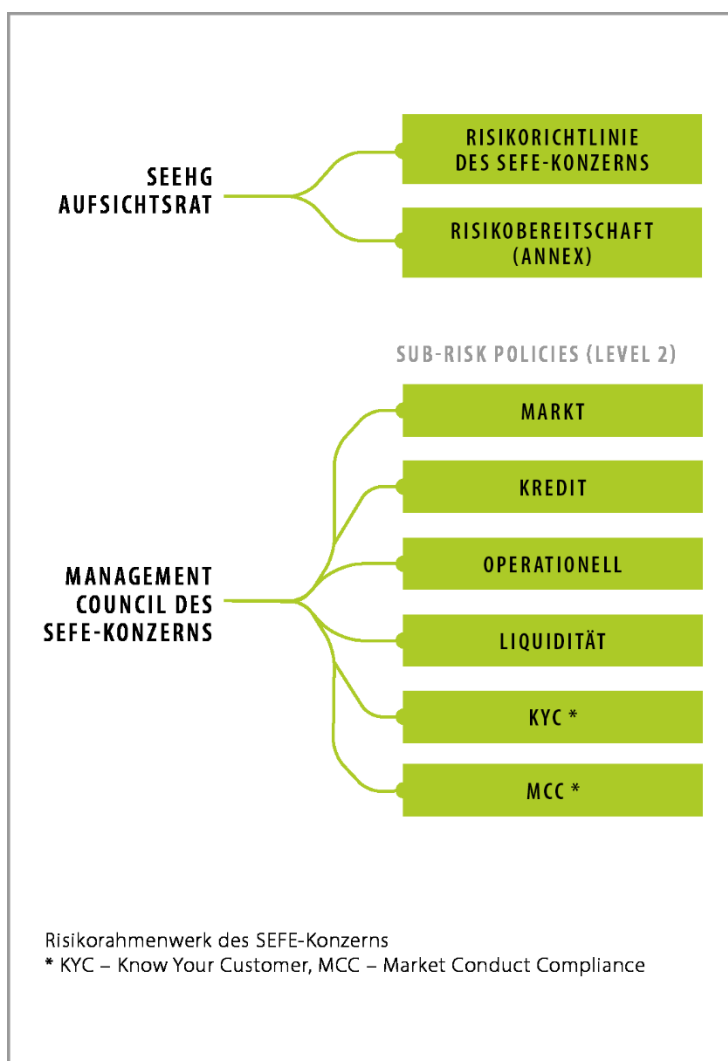 SEEHG
AUFSICHTSRAT
RISIKORICHTLINIE
DES SEFE-KONZERNS
RISIKOBEREITSCHAFT
(ANNEX)
SUB-RISK POLICIES (LEVEL 2)
MANAGEMENT
COUNCIL DES
SEFE-KONZERNS
MARKT
KREDIT
OPERATIONELL
LIQUIDITÄT
KYC *
MCC *
Risikorahmenwerk des SEFE-Konzerns
* KYC – Know Your Customer, MCC – Market Conduct Compliance